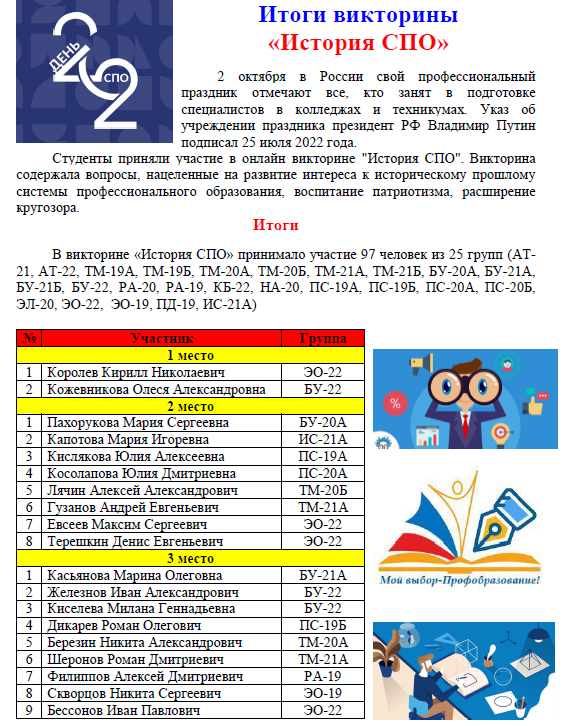 ДЕНЬ
СПО
2
02
Итоги викторины
«История СПО»
2 октября в России свой профессиональный
праздник отмечают все, кто занят в подготовке
специалистов в колледжах и техникумах. Указ об
учреждении праздника президент РФ Владимир Путин
подписал 25 июля 2022 года.
Студенты приняли участие в онлайн викторине "История СПО". Викторина
содержала вопросы, нацеленные на развитие интереса к историческому прошлому
системы профессионального образования, воспитание патриотизма, расширение
кругозора.
Итоги
В викторине «История СПО» принимало участие 97 человек из 25 групп (АТ-
21, АТ-22, ТМ-19А, ТМ-19Б, ТМ-20А, ТМ-20Б, ТМ-21А, ТМ-21Б, БУ-20А, БУ-21А,
БУ-21Б, БУ-22, РА-20, РА-19, КБ-22, НА-20, ПС-19А, ПС-19Б, ПС-20А, ПС-20Б,
ЭЛ-20, ЭО-22, ЭО-19, ПД-19, ИС-21А)
№ Участник Группа
1 место
1 Королев Кирилл Николаевич ЭО-22
2 Кожевникова Олеся Александровна БУ-22
2 место
1 Пахорукова Мария Сергеевна БУ-20А
2 Капотова Мария Игоревна ИС-21А
3 Кислякова Юлия Алексеевна ПС-19А
4 Косолапова Юлия Дмитриевна ПС-20А
5 Лячин Алексей Александрович ТМ-20Б
6 Гузанов Андрей Евгеньевич ТМ-21А
7 Евсеев Максим Сергеевич ЭО-22
8 Терешкин Денис Евгеньевич ЭО-22
3 место
1 Касьянова Марина Олеговна БУ-21А
2 Железнов Иван Александрович БУ-22
3 Киселева Милана Геннадьевна БУ-22
4 Дикарев Роман Олегович ПС-19Б
5 Березин Никита Александрович ТМ-20А
6 Шеронов Роман Дмитриевич ТМ-21А
7 Филиппов Алексей Дмитриевич РА-19
8 Скворцов Никита Сергеевич ЭО-19
9 Бессонов Иван Павлович ЭО-22
%
Мой выбор-Профобразование!